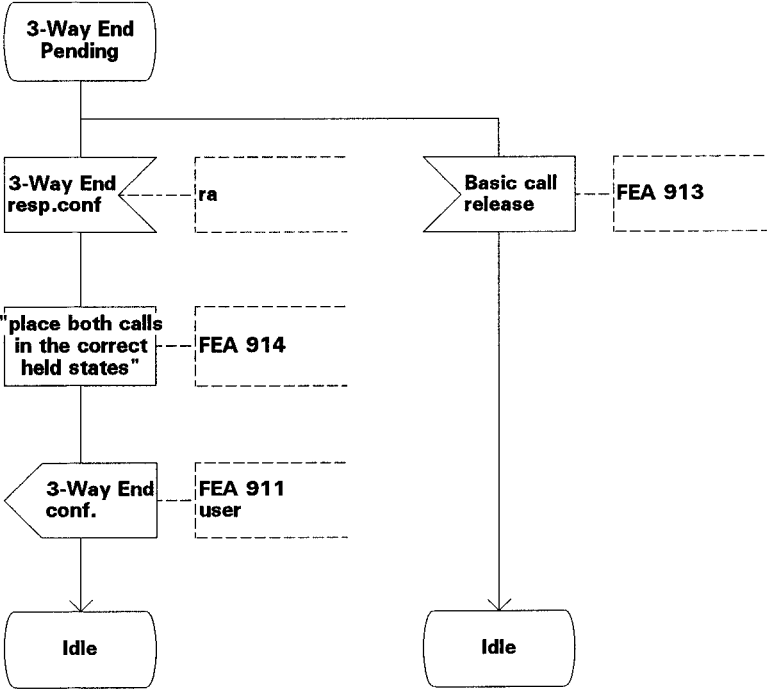 3-Way End
Pending
3-Way End
resp.conf
ra
Basic call
release
FEA 913
"place both calls
in the correct
held states"
FEA 914
3-Way End
conf.
FEA 911
user
Idle
Idle